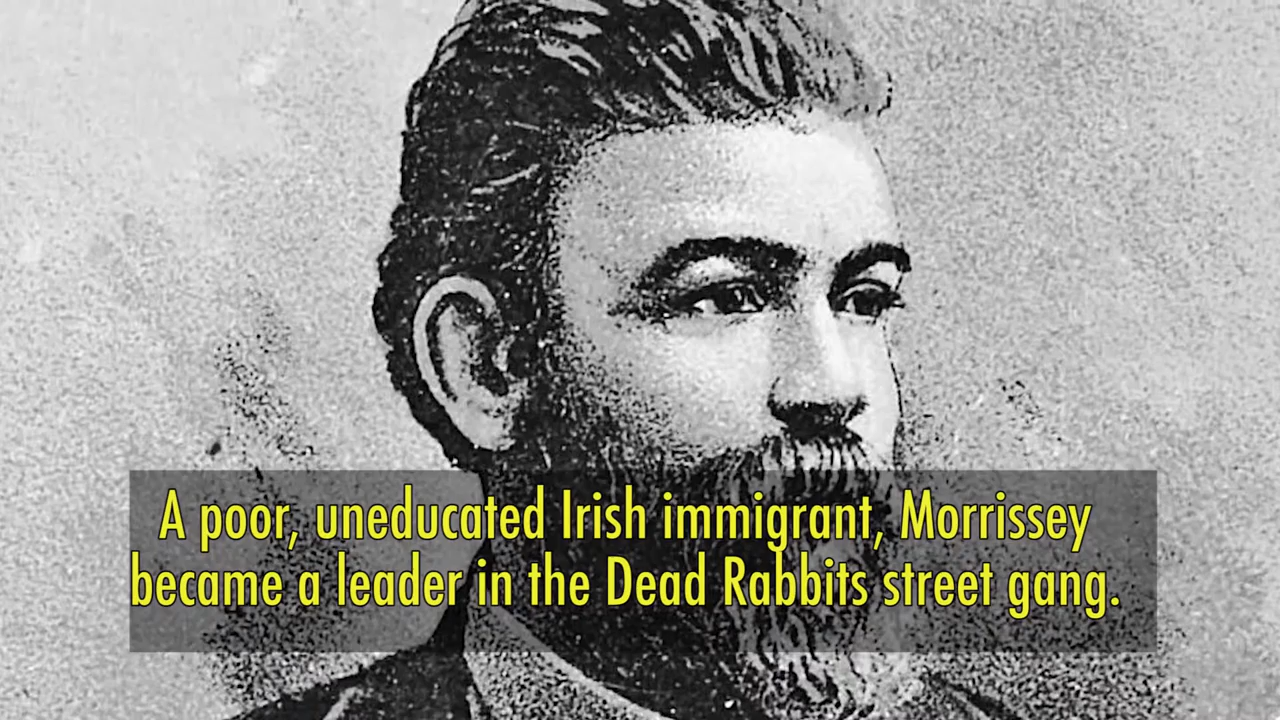 A poor, uneducated Irish immigrant, Morrissey
became a leader in the Dead Rabbits street gang.